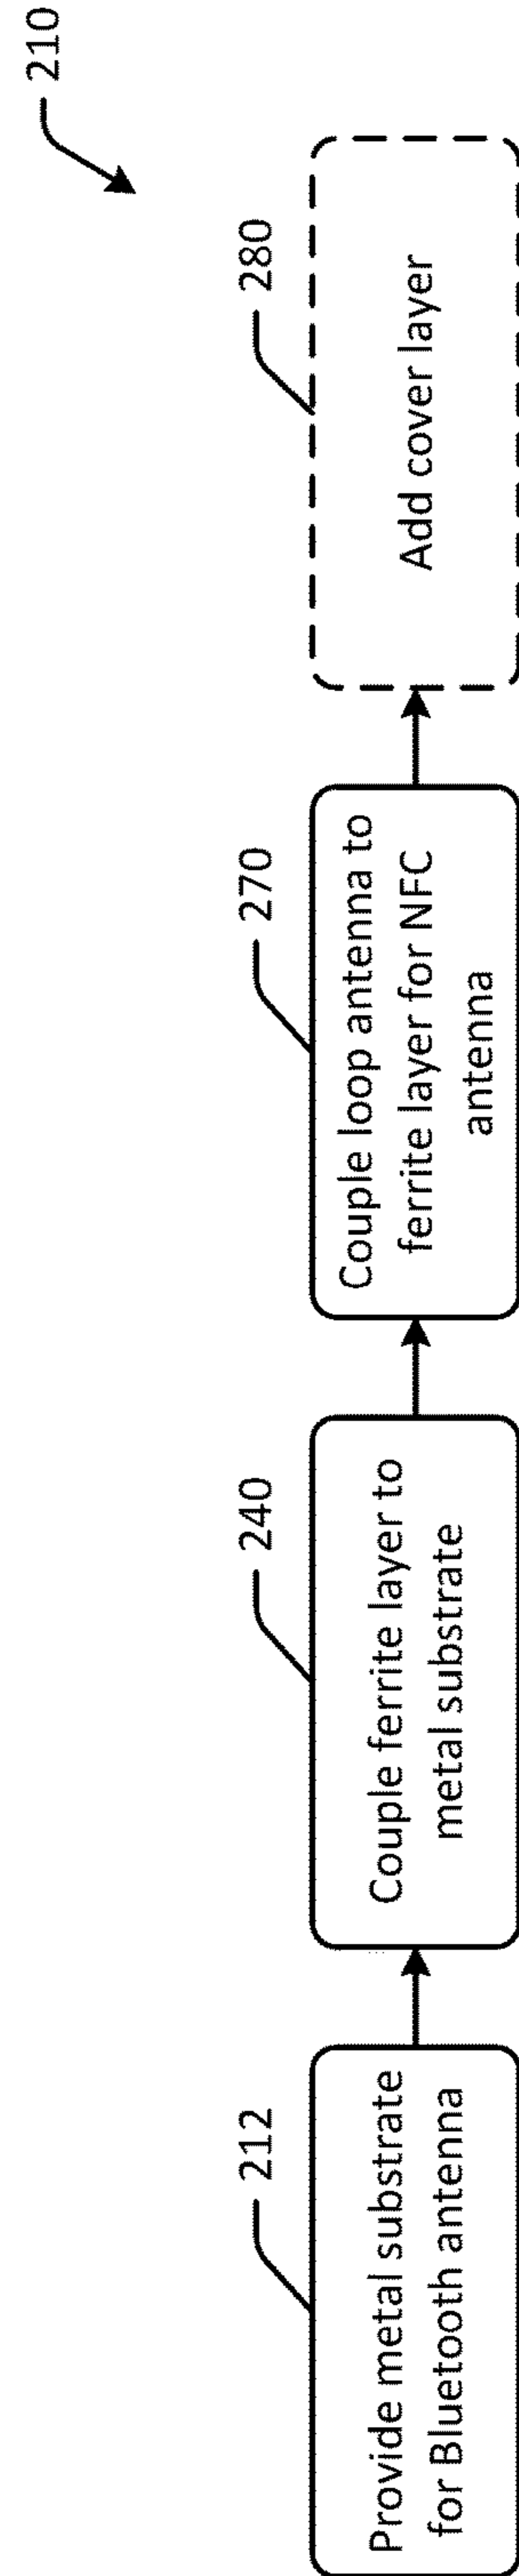 210
212
Provide metal substrate
for Bluetooth antenna
240
Couple ferrite layer to
metal substrate
270
Couple loop antenna to
ferrite layer for NFC
antenna
280
Add cover layer